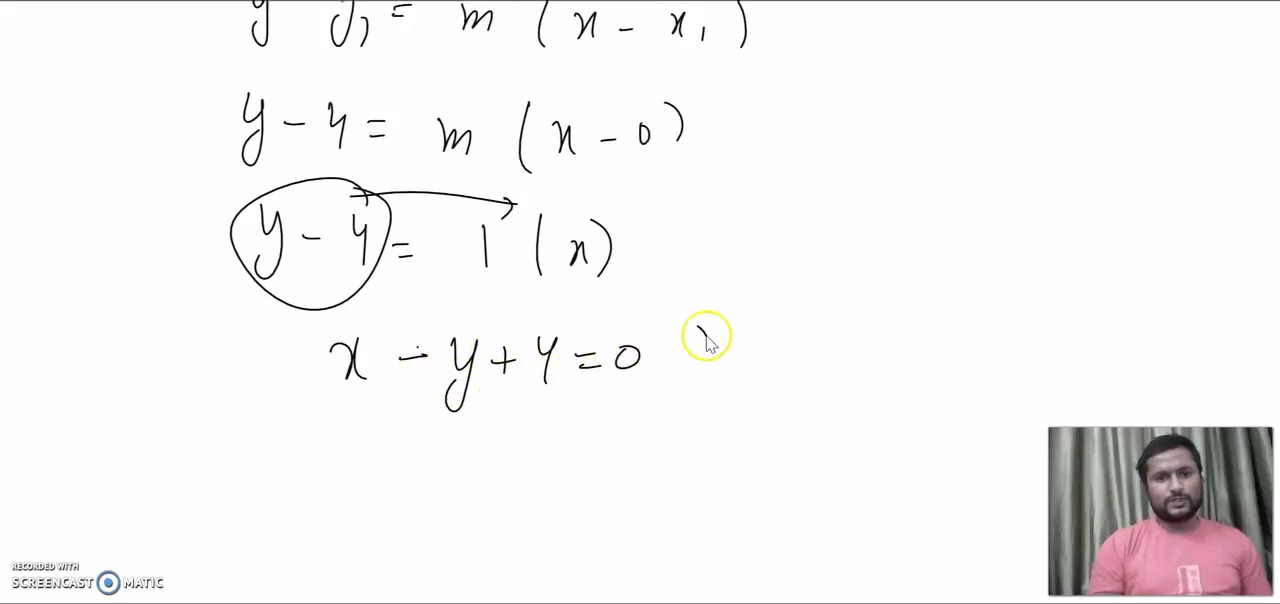 y - y₁ = m (x - x₁)
y - 4 = m (x - 0)
y - 4 = 1 (x)
x - y + 4 = 0
RECORDED WITH
SCREENCAST MATIC